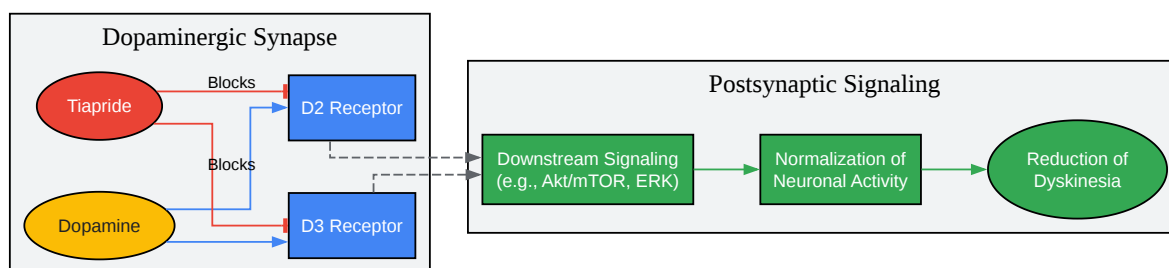 Dopaminergic Synapse
Tiapride
Blocks
D2 Receptor
Blocks
Dopamine
D3 Receptor
Postsynaptic Signaling
Downstream Signaling
(e.g., Akt/mTOR, ERK)
Normalization of
Neuronal Activity
Reduction of
Dyskinesia